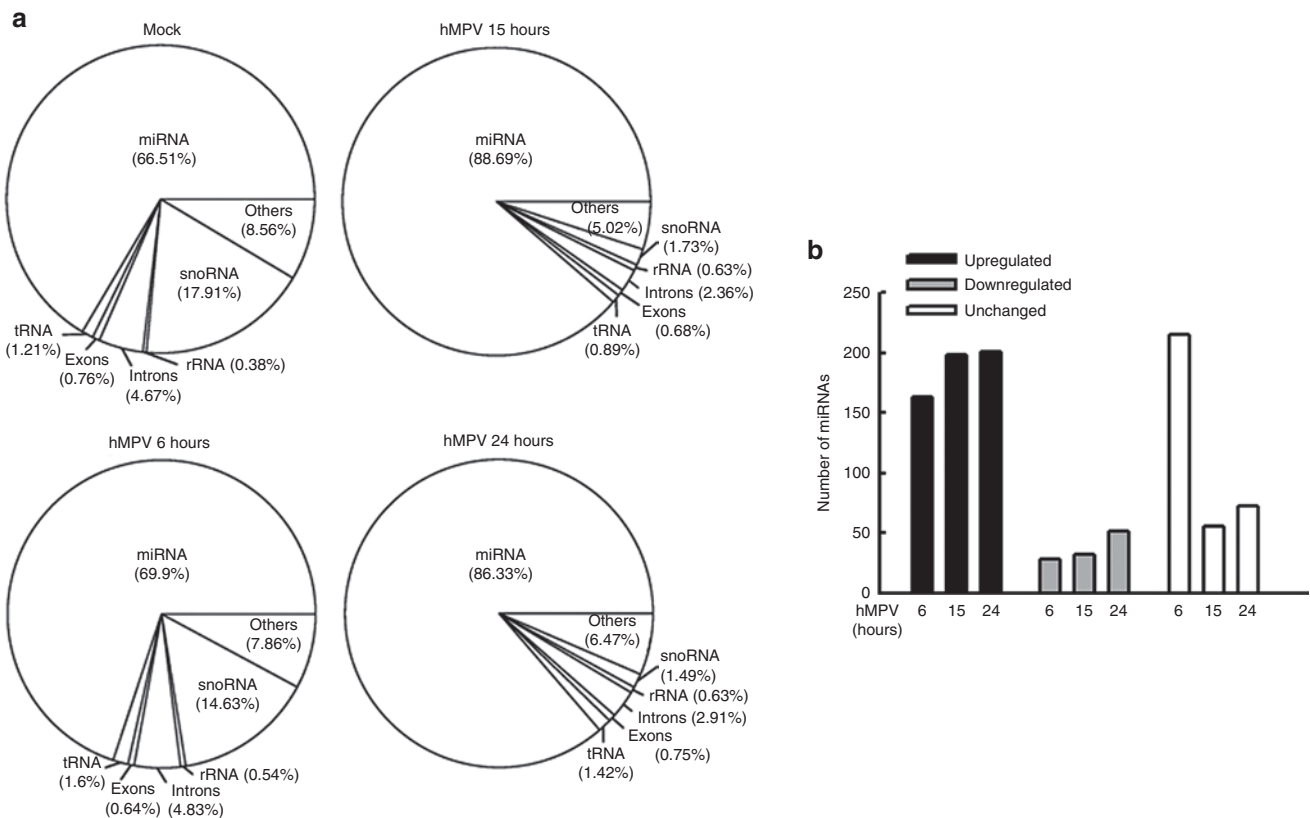 a
Mock
miRNA
(66.51%)
Others
(8.56%)
snoRNA
(17.91%)
tRNA
(1.21%)
Exons
(0.76%)
Introns
(4.67%)
rRNA (0.38%)
hMPV 15 hours
miRNA
(88.69%)
Others
(5.02%)
snoRNA
(1.73%)
rRNA (0.63%)
Introns (2.36%)
Exons
(0.68%)
tRNA
(0.89%)
hMPV 6 hours
miRNA
(69.9%)
Others
(7.86%)
snoRNA
(14.63%)
tRNA
(1.6%)
Exons
(0.64%)
Introns
(4.83%)
rRNA (0.54%)
hMPV 24 hours
miRNA
(86.33%)
Others
(6.47%)
snoRNA
(1.49%)
rRNA (0.63%)
Introns (2.91%)
Exons
(0.75%)
tRNA
(1.42%)
b
Upregulated
Downregulated
Unchanged
Number of miRNAs
250
200
150
100
50
0
hMPV 6 15 24 6 15 24 6 15 24
(hours)